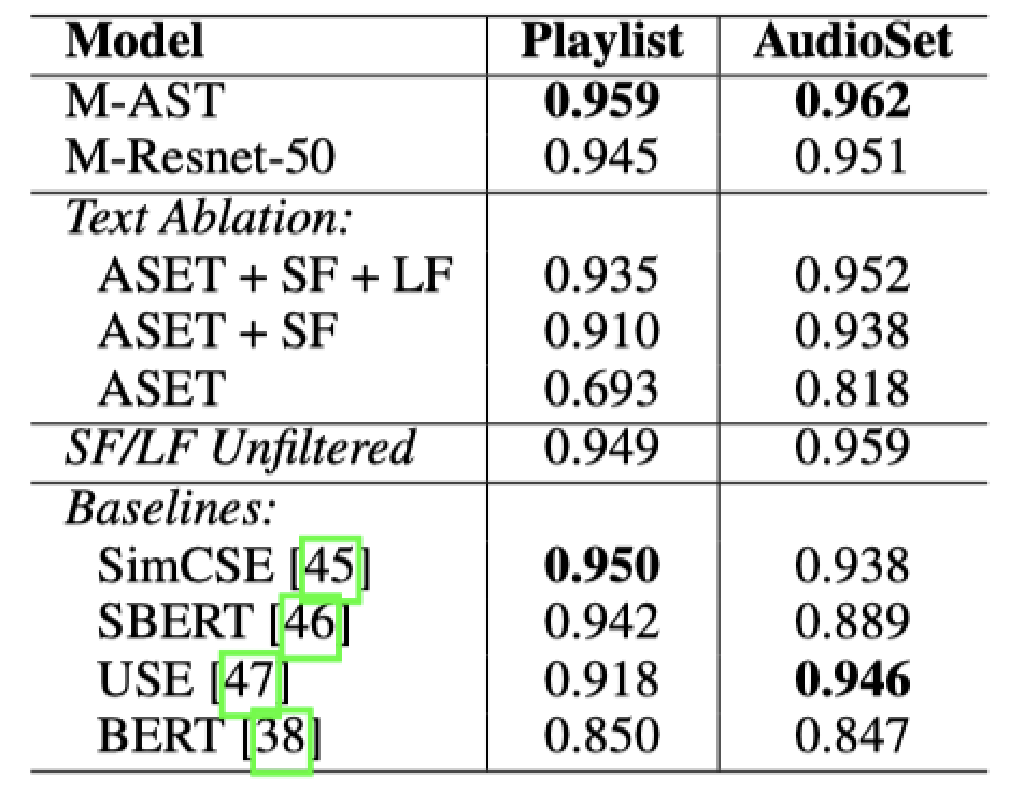 Model Playlist AudioSet
M-AST 0.959 0.962
M-Resnet-50 0.945 0.951
Text Ablation:
ASET + SF + LF 0.935 0.952
ASET + SF 0.910 0.938
ASET 0.693 0.818
SF/LF Unfiltered 0.949 0.959
Baselines:
SimCSE [45] 0.950 0.938
SBERT [46] 0.942 0.889
USE [47] 0.918 0.946
BERT [38] 0.850 0.847